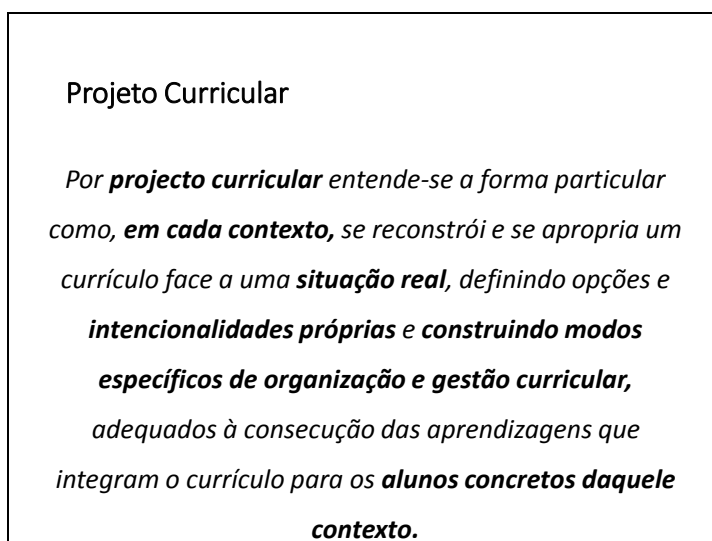 Projeto Curricular
Por projecto curricular entende-se a forma particular
como, em cada contexto, se reconstrói e se apropria um
currículo face a uma situação real, definindo opções e
intencionalidades próprias e construindo modos
específicos de organização e gestão curricular,
adequados à consecução das aprendizagens que
integram o currículo para os alunos concretos daquele
contexto.